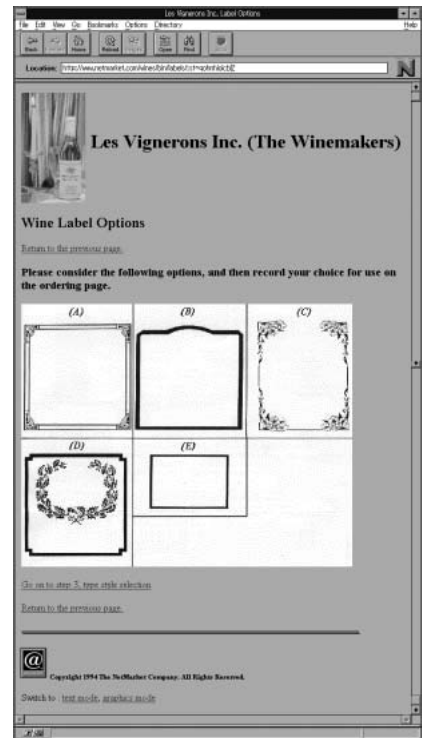 Les Vignerons Inc. Label Options
File Edit View Go Bookmarks Options Directory Help
Back Home Reload Open Find
Location:
Les Vignerons Inc. (The Winemakers)
Wine Label Options
Return to the previous page.
Please consider the following options, and then record your choice for use on
the ordering page.
(A) (B) (C)
(D) (E)
Go on to step 3, type style selection
Return to the previous page.
@ Copyright 1994 The NetMarket Company. All Rights Reserved.
Switch to : text mode, graphics mode